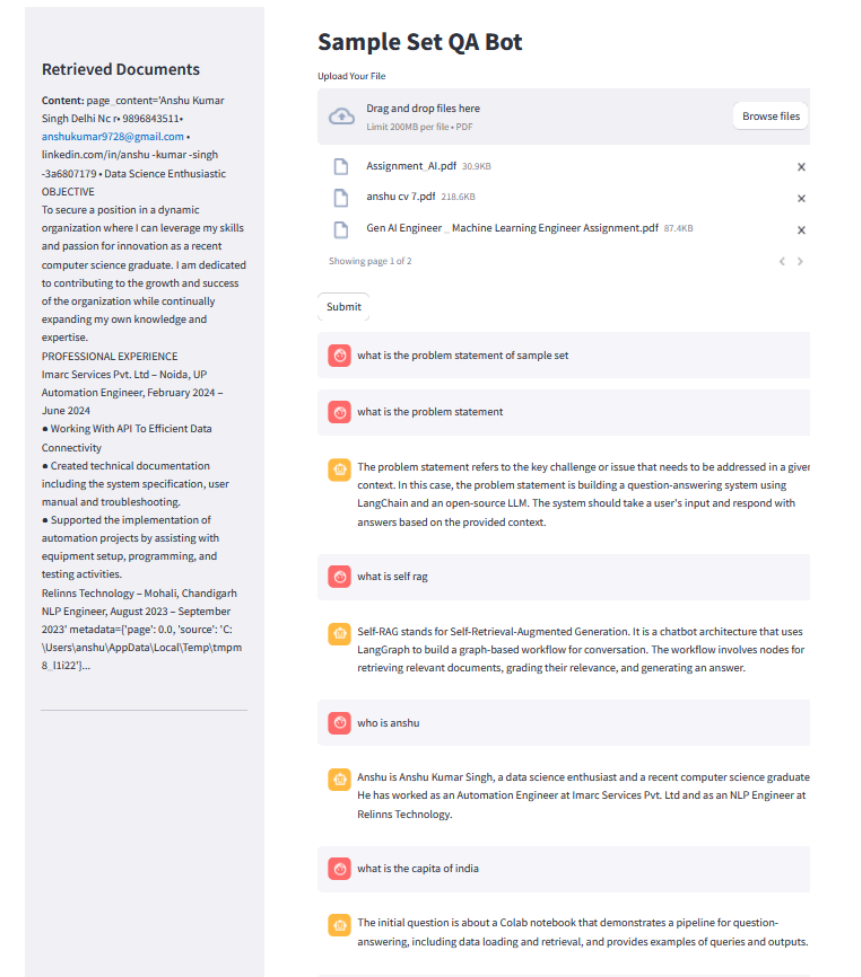 Retrieved Documents
Content: page_content='Anshu Kumar
Singh Delhi Nc r• 9896843511•
anshukumar9728@gmail.com •
linkedin.com/in/anshu -kumar -singh
-3a6807179 • Data Science Enthusiastic
OBJECTIVE
To secure a position in a dynamic
organization where I can leverage my skills
and passion for innovation as a recent
computer science graduate. I am dedicated
to contributing to the growth and success
of the organization while continually
expanding my own knowledge and
expertise.
PROFESSIONAL EXPERIENCE
Imarc Services Pvt. Ltd – Noida, UP
Automation Engineer, February 2024 –
June 2024
● Working With API To Efficient Data
Connectivity
● Created technical documentation
including the system specification, user
manual and troubleshooting.
● Supported the implementation of
automation projects by assisting with
equipment setup, programming, and
testing activities.
Relinns Technology – Mohali, Chandigarh
NLP Engineer, August 2023 – September
2023' metadata={'page': 0.0, 'source': 'C:
\Users\anshu\AppData\Local\Temp\tmpm
8_l1i22'}...
Sample Set QA Bot
Upload Your File
Drag and drop files here
Limit 200MB per file • PDF
Browse files
Assignment_AI.pdf 30.9KB
anshu cv 7.pdf 218.6KB
Gen AI Engineer _ Machine Learning Engineer Assignment.pdf 87.4KB
Showing page 1 of 2
Submit
what is the problem statement of sample set
what is the problem statement
The problem statement refers to the key challenge or issue that needs to be addressed in a given
context. In this case, the problem statement is building a question-answering system using
LangChain and an open-source LLM. The system should take a user's input and respond with
answers based on the provided context.
what is self rag
Self-RAG stands for Self-Retrieval-Augmented Generation. It is a chatbot architecture that uses
LangGraph to build a graph-based workflow for conversation. The workflow involves nodes for
retrieving relevant documents, grading their relevance, and generating an answer.
who is anshu
Anshu is Anshu Kumar Singh, a data science enthusiast and a recent computer science graduate
He has worked as an Automation Engineer at Imarc Services Pvt. Ltd and as an NLP Engineer at
Relinns Technology.
what is the capita of india
The initial question is about a Colab notebook that demonstrates a pipeline for question-
answering, including data loading and retrieval, and provides examples of queries and outputs.